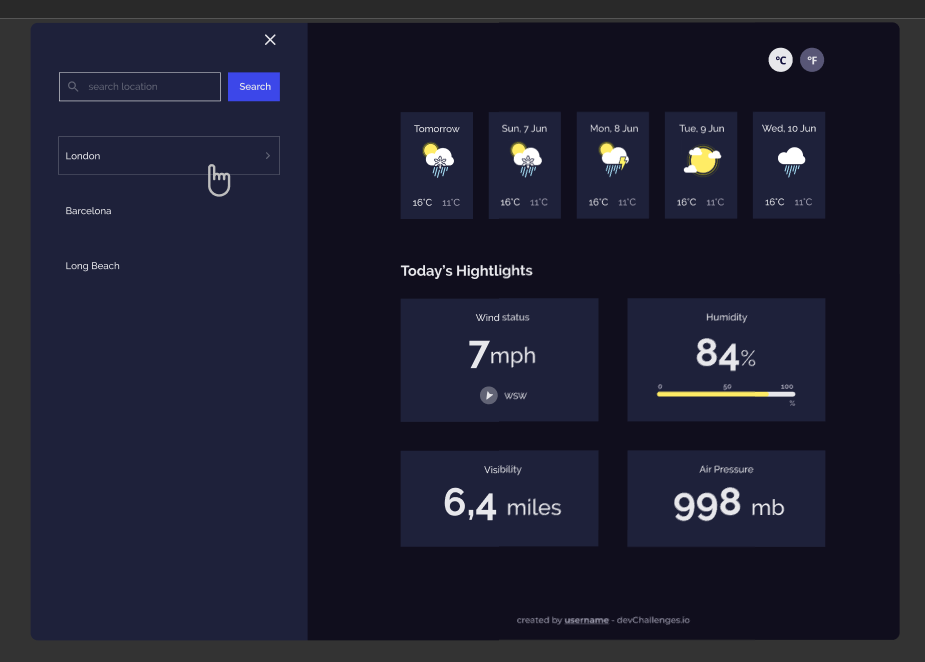 search location
Search
London
Barcelona
Long Beach
°C °F
Tomorrow
16°C 11°C
Sun, 7 Jun
16°C 11°C
Mon, 8 Jun
16°C 11°C
Tue, 9 Jun
16°C 11°C
Wed, 10 Jun
16°C 11°C
Today's Hightlights
Wind status
7mph
WSW
Humidity
84%
0 50 100
%
Visibility
6,4 miles
Air Pressure
998 mb
created by username - devChallenges.io